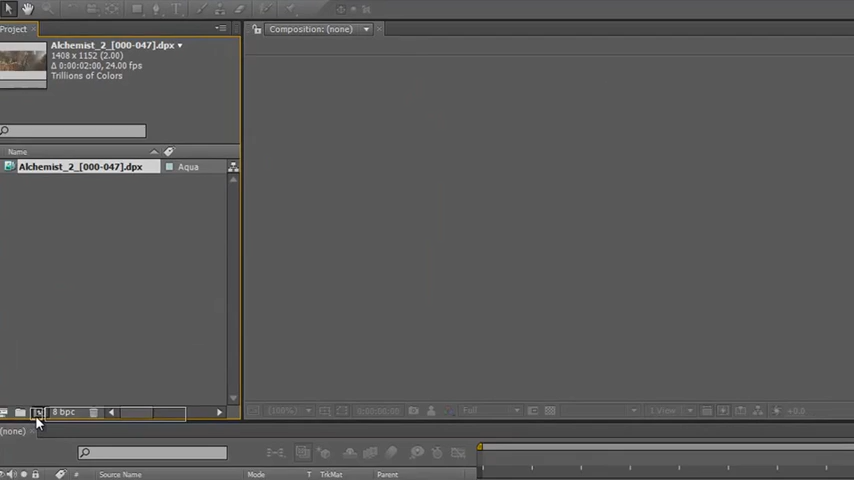 Project
Composition: (none)
Alchemist_2_[000-047].dpx
1408 x 1152 (2.00)
Δ 0:00:02:00, 24.00 fps
Trillions of Colors
Name
Alchemist_2_[000-047].dpx
Aqua
8 bpc
(100%)
0:00:00:00
Full
1 View
+0.0
(none)
#
Source Name
Mode
T
TrkMat
Parent